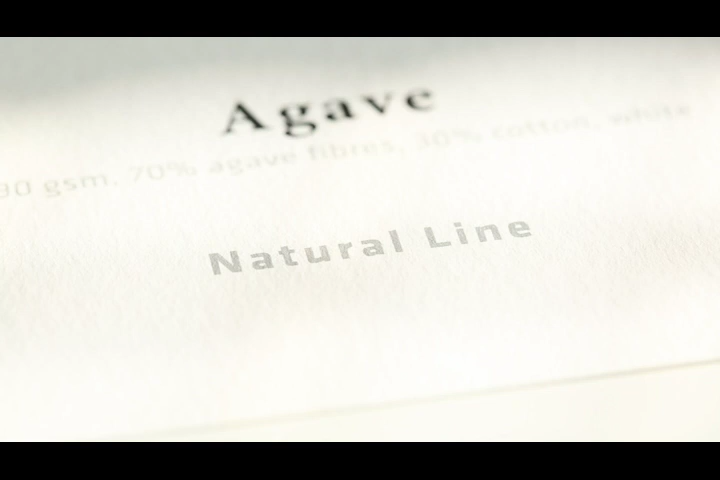 Agave
gsm. 70% agave fibres, 30% cotton, white
Natural Line